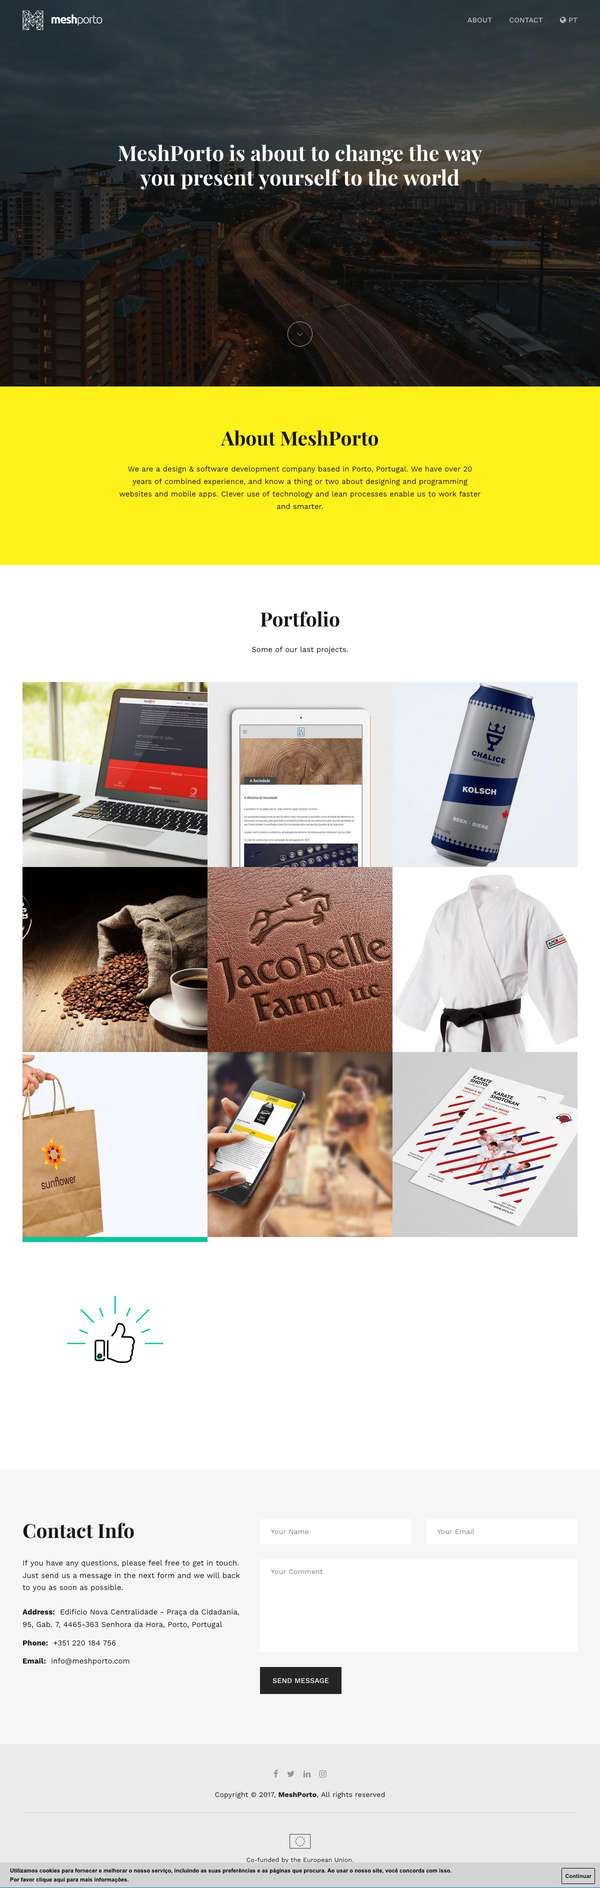 meshporto
ABOUT
CONTACT
PT
MeshPorto is about to change the way
you present yourself to the world
About MeshPorto
We are a design & software development company based in Porto, Portugal. We have over 20
years of combined experience, and know a thing or two about designing and programming
websites and mobile apps. Clever use of technology and lean processes enable us to work faster
and smarter.
Portfolio
Some of our last projects.
A Sociedade
CHALICE
KOLSCH
BEER - BIERE
Jacobelle
Farm, LLC
sunflower
KARATE
SHOTOKAN
KARATE
SHOTOKAN
Contact Info
If you have any questions, please feel free to get in touch.
Just send us a message in the next form and we will back
to you as soon as possible.
Address: Edifício Nova Centralidade - Praça da Cidadania,
95, Gab. 7, 4465-363 Senhora da Hora, Porto, Portugal
Phone: +351 220 184 756
Email: info@meshporto.com
Your Name
Your Email
Your Comment
SEND MESSAGE
Copyright © 2017, MeshPorto, All rights reserved
Co-funded by the European Union.
Utilizamos cookies para fornecer e melhorar o nosso serviço, incluindo as suas preferências e as páginas que procura. Ao usar o nosso site, você concorda com isso.
Por favor clique aqui para mais informações.
Continuar